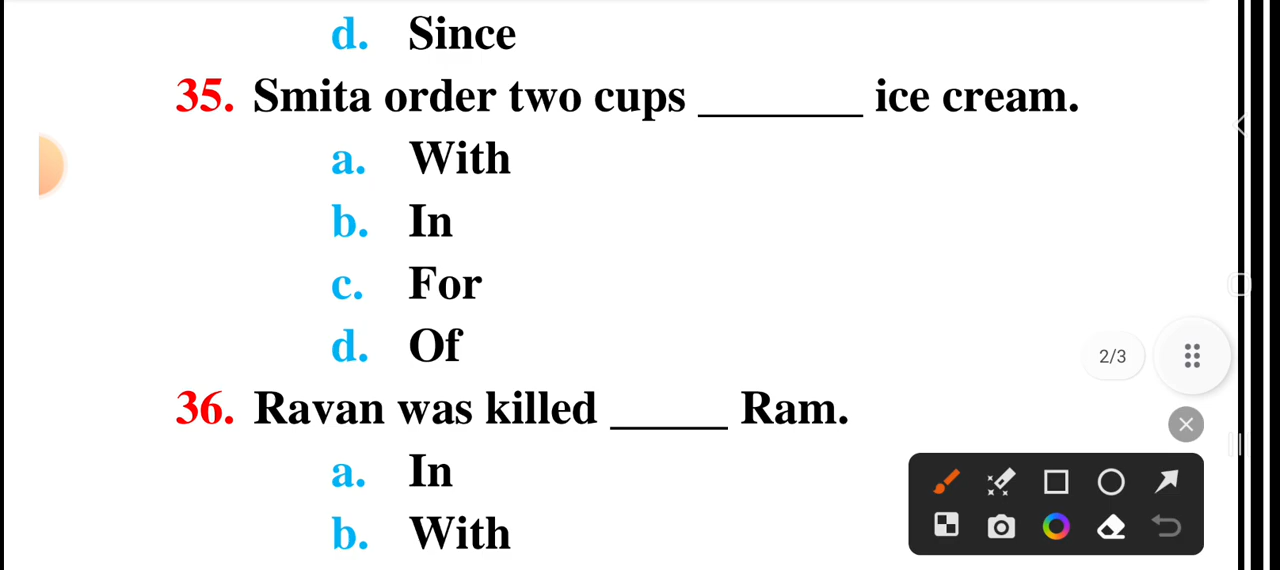 d. Since
35. Smita order two cups _______ ice cream.
a. With
b. In
c. For
d. Of
36. Ravan was killed _____ Ram.
a. In
b. With
2/3